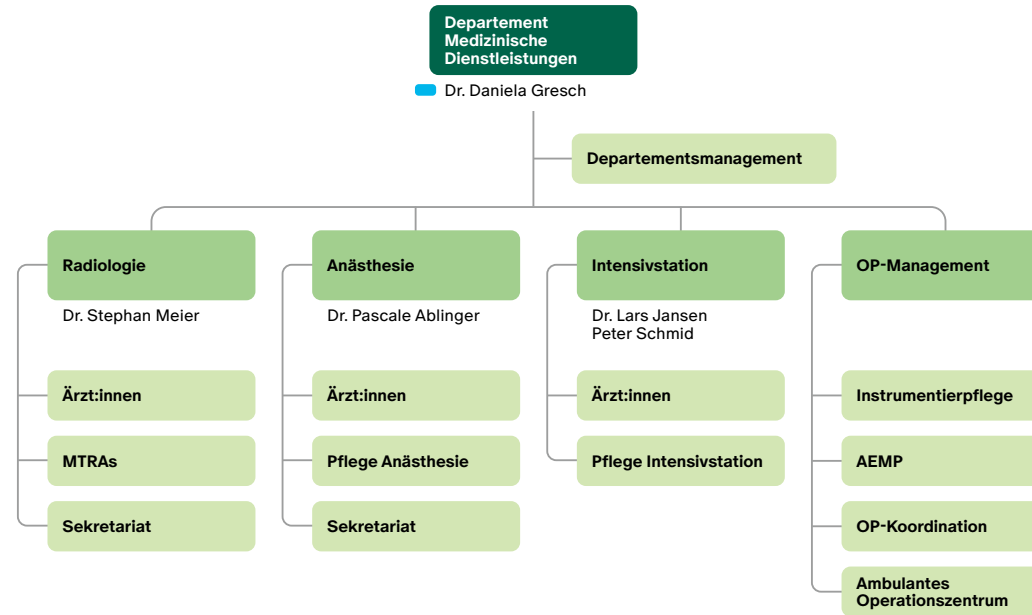 Departement
Medizinische
Dienstleistungen
Dr. Daniela Gresch
Departementsmanagement
Radiologie
Dr. Stephan Meier
Ärzt:innen
MTRAs
Sekretariat
Anästhesie
Dr. Pascale Ablinger
Ärzt:innen
Pflege Anästhesie
Sekretariat
Intensivstation
Dr. Lars Jansen
Peter Schmid
Ärzt:innen
Pflege Intensivstation
OP-Management
Instrumentierpflege
AEMP
OP-Koordination
Ambulantes
Operationszentrum